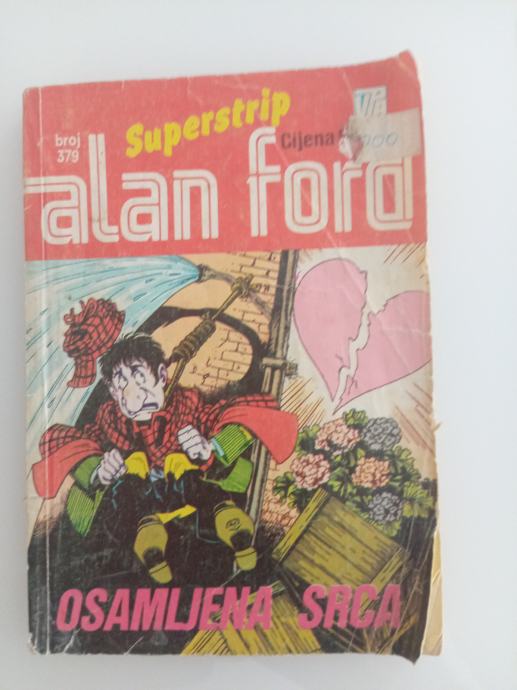 Superstrip
broj
379
Cijena
alan ford
OSAMLJENA SRCA